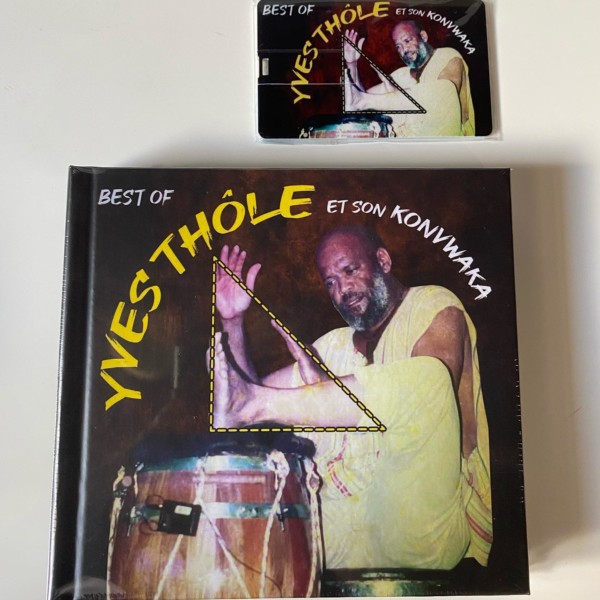 BEST OF
YVES THÔLE
ET SON KONVWAKA
BEST OF
YVES THÔLE
ET SON KONVWAKA